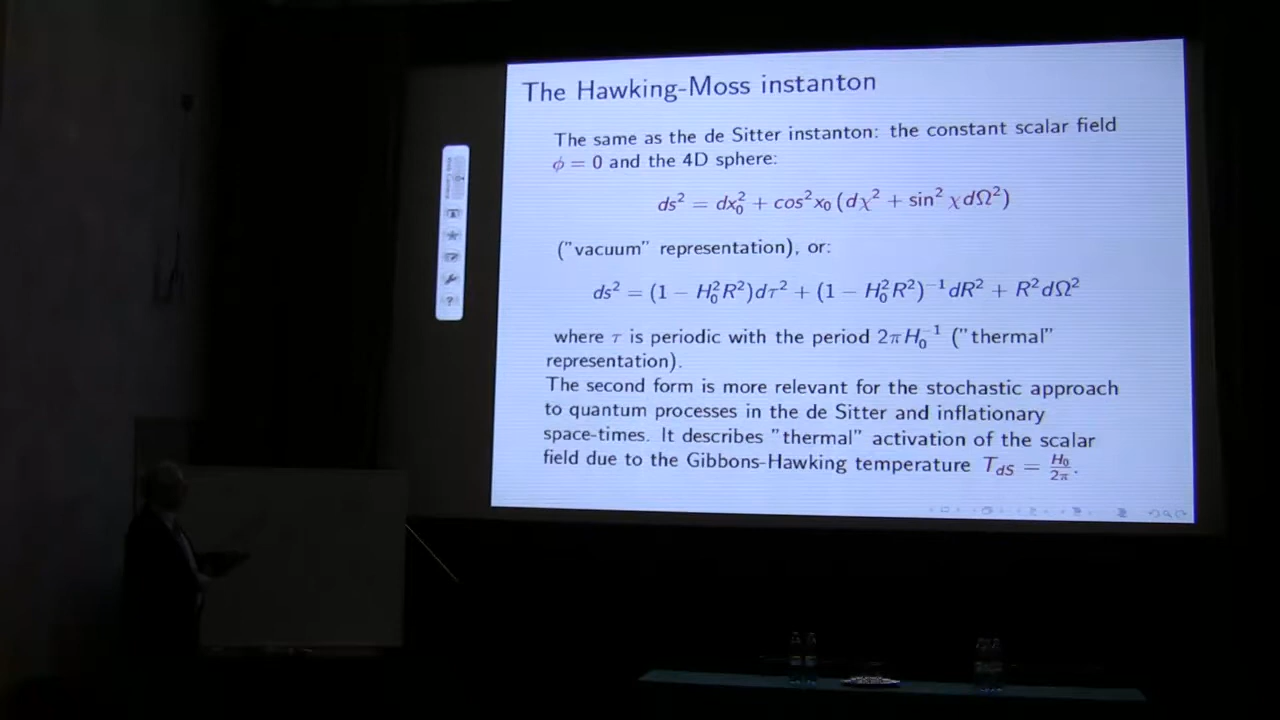 The Hawking-Moss instanton
The same as the de Sitter instanton: the constant scalar field
ϕ = 0 and the 4D sphere:
ds² = dx₀² + cos²x₀ (dχ² + sin² χdΩ²)
("vacuum" representation), or:
ds² = (1 − H₀²R²)dτ² + (1 − H₀²R²)⁻¹dR² + R²dΩ²
where τ is periodic with the period 2πH₀⁻¹ ("thermal"
representation).
The second form is more relevant for the stochastic approach
to quantum processes in the de Sitter and inflationary
space-times. It describes "thermal" activation of the scalar
field due to the Gibbons-Hawking temperature T_dS = H₀/2π.